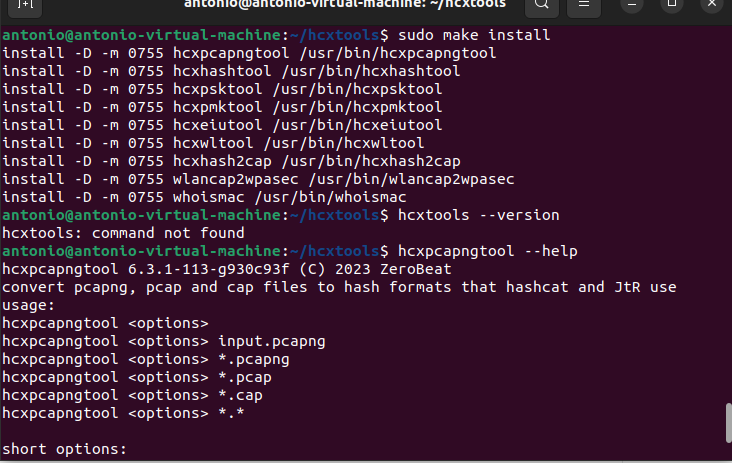 antonio@antonio-virtual-machine: ~/hcxtools
antonio@antonio-virtual-machine:~/hcxtools$ sudo make install
install -D -m 0755 hcxpcapngtool /usr/bin/hcxpcapngtool
install -D -m 0755 hcxhashtool /usr/bin/hcxhashtool
install -D -m 0755 hcxpsktool /usr/bin/hcxpsktool
install -D -m 0755 hcxpmktool /usr/bin/hcxpmktool
install -D -m 0755 hcxeiutool /usr/bin/hcxeiutool
install -D -m 0755 hcxwltool /usr/bin/hcxwltool
install -D -m 0755 hcxhash2cap /usr/bin/hcxhash2cap
install -D -m 0755 wlancap2wpasec /usr/bin/wlancap2wpasec
install -D -m 0755 whoismac /usr/bin/whoismac
antonio@antonio-virtual-machine:~/hcxtools$ hcxtools --version
hcxtools: command not found
antonio@antonio-virtual-machine:~/hcxtools$ hcxpcapngtool --help
hcxpcapngtool 6.3.1-113-g930c93f (C) 2023 ZeroBeat
convert pcapng, pcap and cap files to hash formats that hashcat and JtR use
usage:
hcxpcapngtool <options>
hcxpcapngtool <options> input.pcapng
hcxpcapngtool <options> *.pcapng
hcxpcapngtool <options> *.pcap
hcxpcapngtool <options> *.cap
hcxpcapngtool <options> *.*
short options: